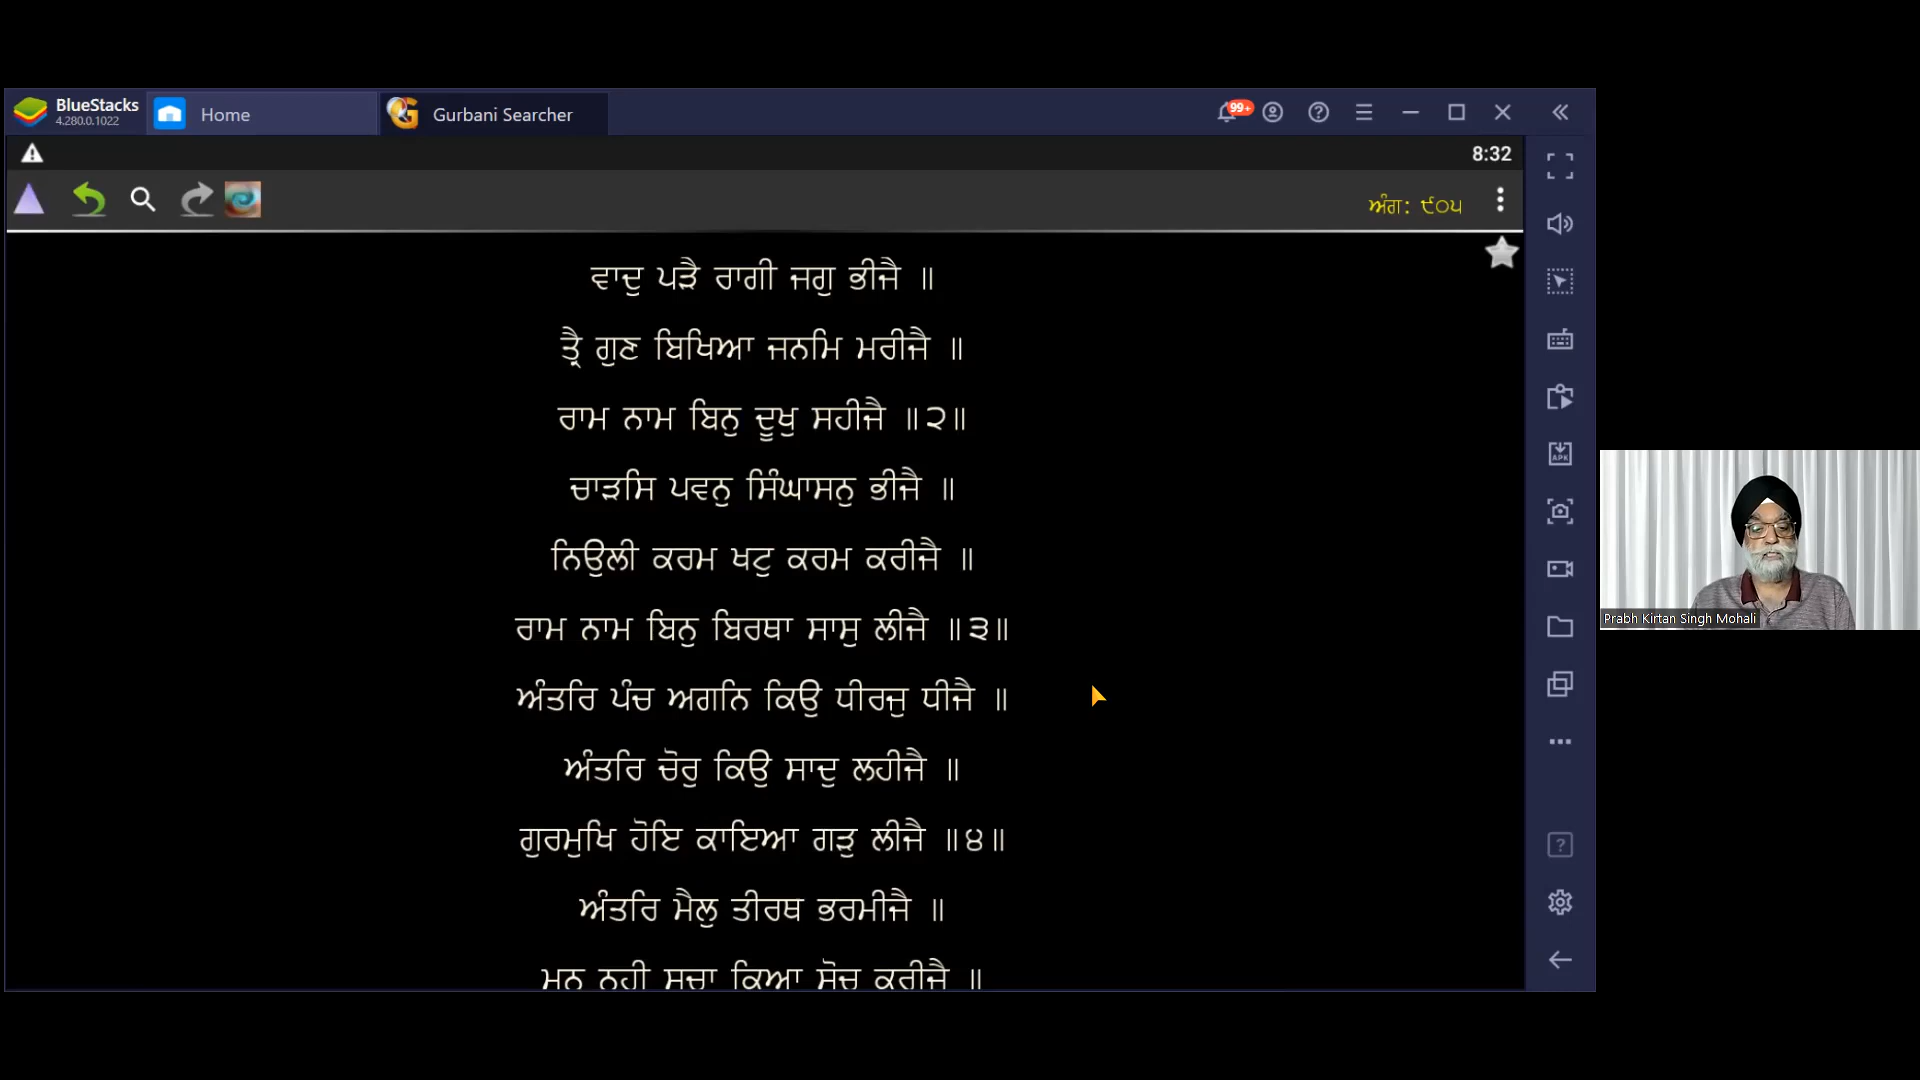 BlueStacks
4.280.0.1022
Home
Gurbani Searcher
99+
8:32
ਅੰਗ: ੯੦੫
ਵਾਦੁ ਪੜੈ ਰਾਗੀ ਜਗੁ ਭੀਜੈ ॥
ਤ੍ਰੈ ਗੁਣ ਬਿਖਿਆ ਜਨਮਿ ਮਰੀਜੈ ॥
ਰਾਮ ਨਾਮ ਬਿਨੁ ਦੂਖੁ ਸਹੀਜੈ ॥੨॥
ਚਾੜਸਿ ਪਵਨੁ ਸਿੰਘਾਸਨੁ ਭੀਜੈ ॥
ਨਿਉਲੀ ਕਰਮ ਖਟੁ ਕਰਮ ਕਰੀਜੈ ॥
ਰਾਮ ਨਾਮ ਬਿਨੁ ਬਿਰਥਾ ਸਾਸੁ ਲੀਜੈ ॥੩॥
ਅੰਤਰਿ ਪੰਚ ਅਗਨਿ ਕਿਉ ਧੀਰਜੁ ਧੀਜੈ ॥
ਅੰਤਰਿ ਚੋਰੁ ਕਿਉ ਸਾਦੁ ਲਹੀਜੈ ॥
ਗੁਰਮੁਖਿ ਹੋਇ ਕਾਇਆ ਗੜੁ ਲੀਜੈ ॥੪॥
ਅੰਤਰਿ ਮੈਲੁ ਤੀਰਥ ਭਰਮੀਜੈ ॥
ਮਨੁ ਨਹੀ ਸੂਚਾ ਕਿਆ ਸੋਚ ਕਰੀਜੈ ॥
APK
Prabh Kirtan Singh Mohali